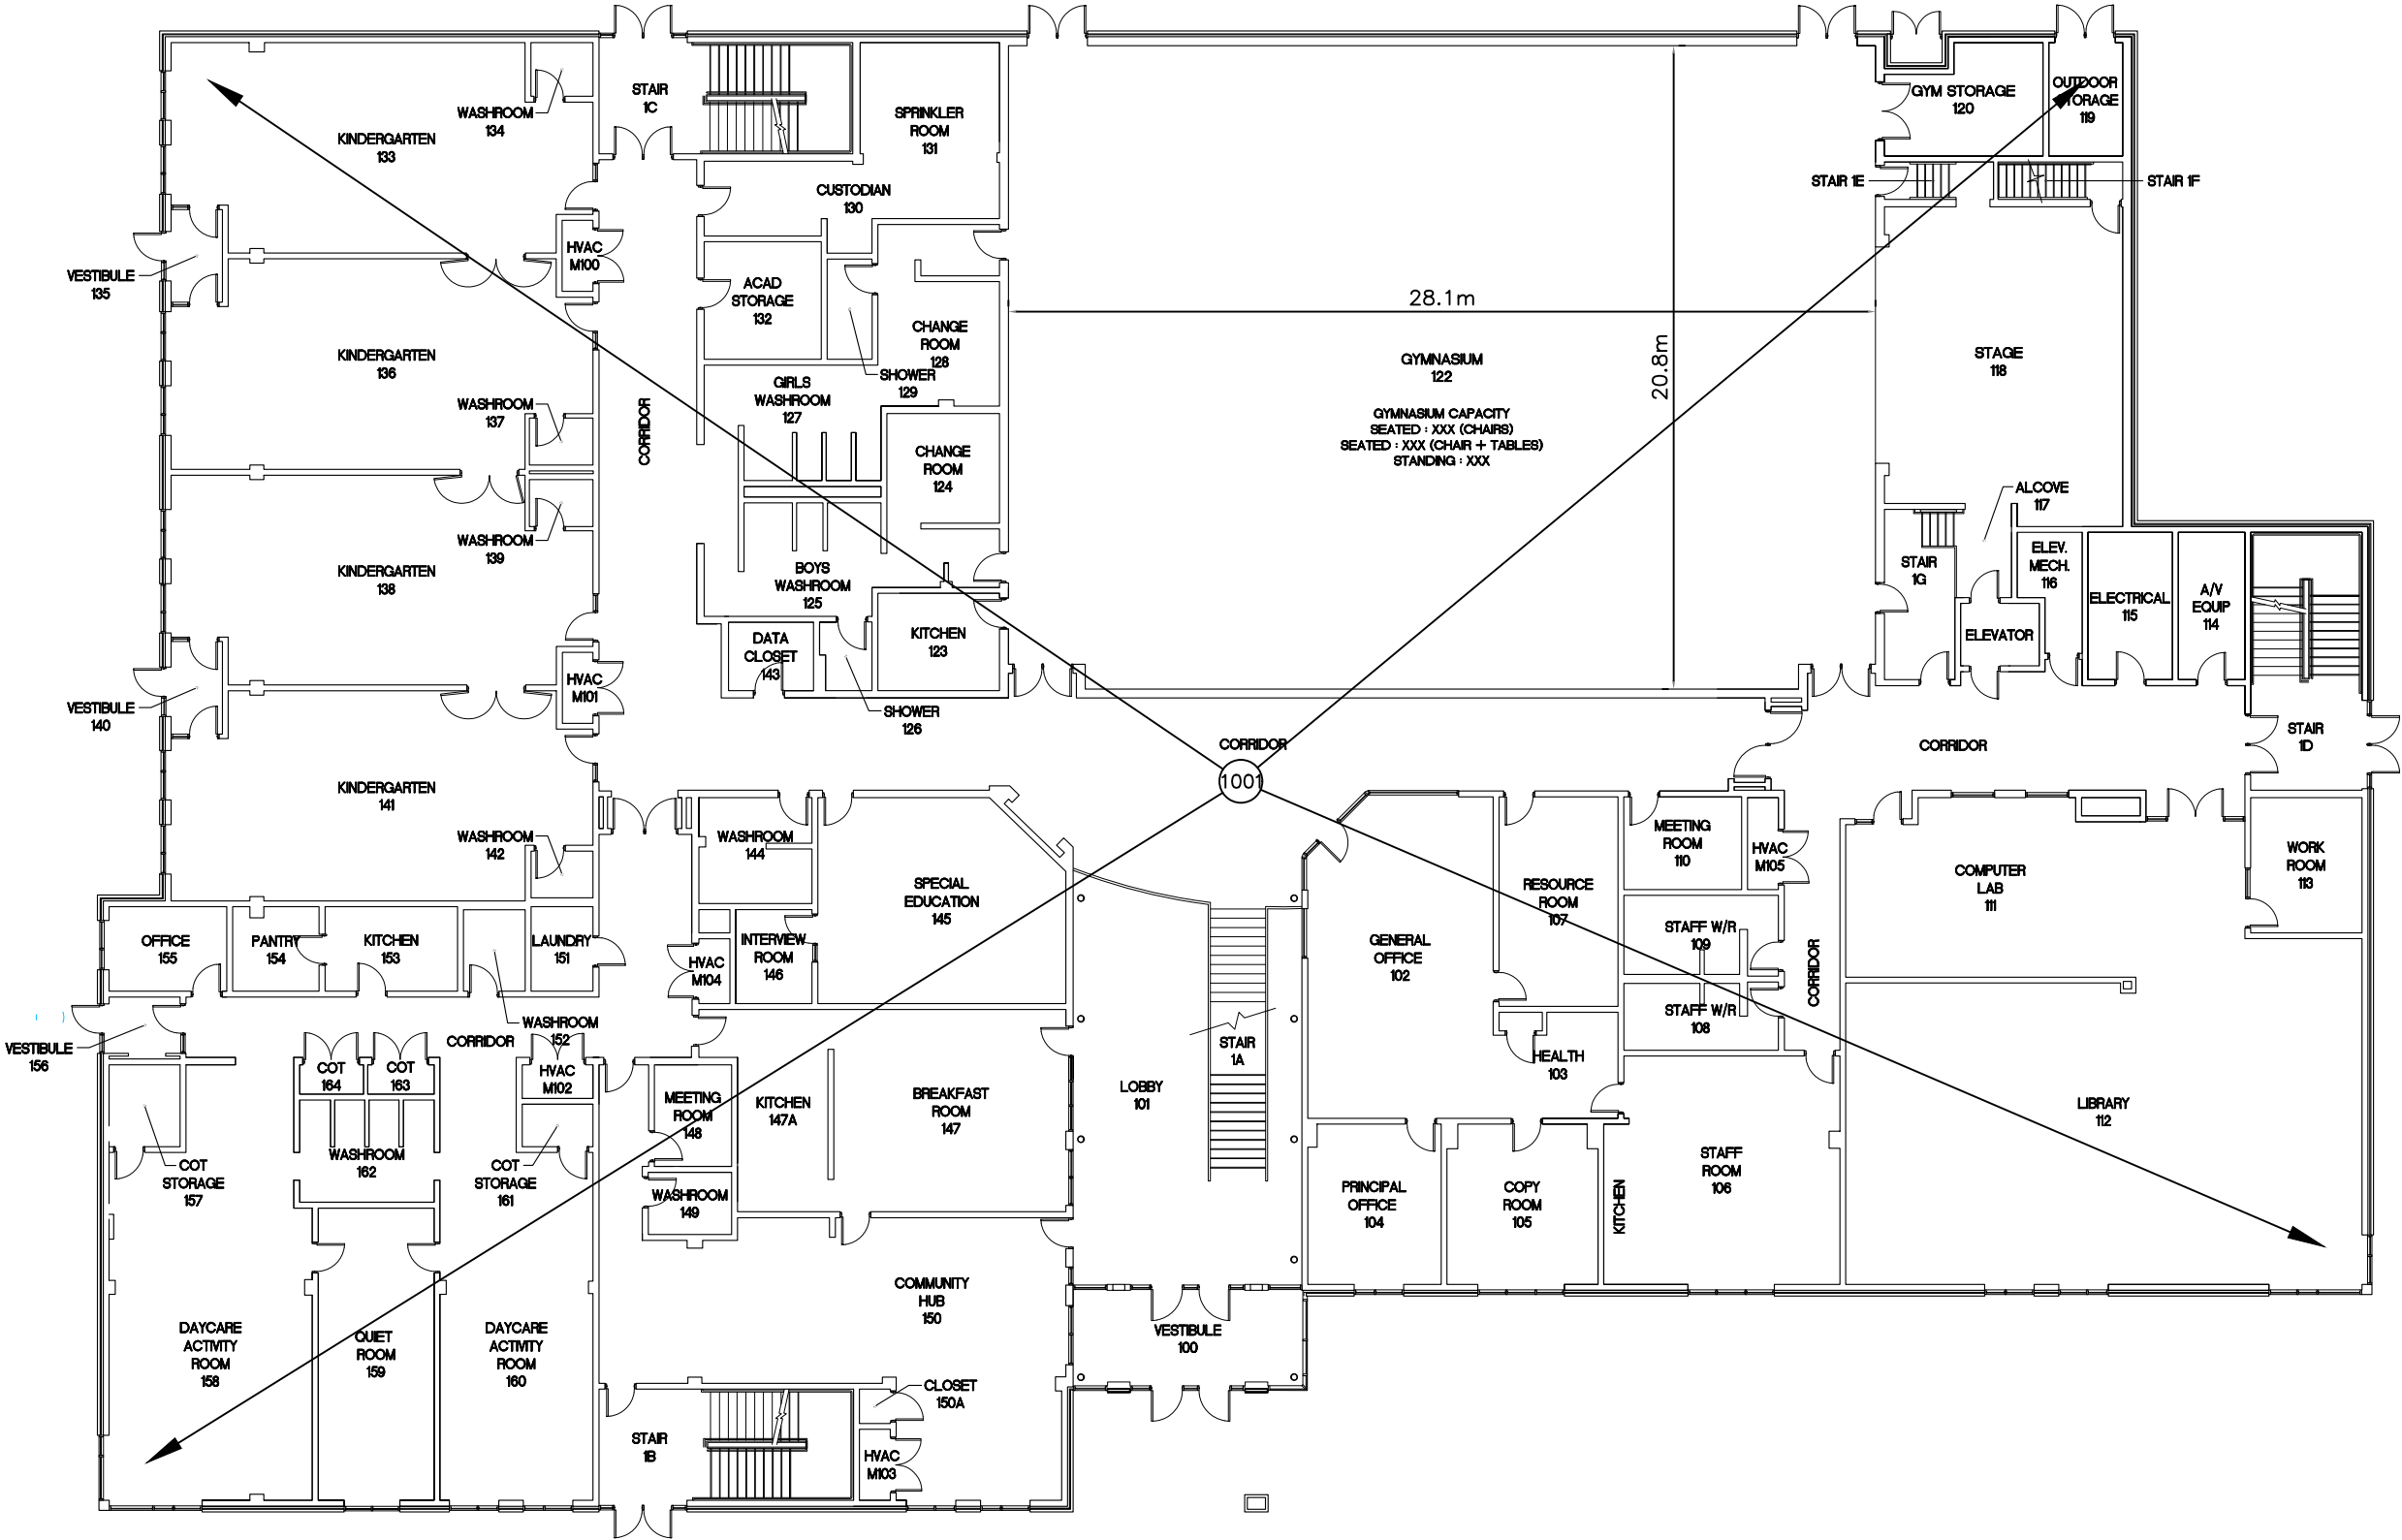 STAIR
1C
WASHROOM
134
KINDERGARTEN
133
SPRINKLER
ROOM
131
CUSTODIAN
130
GYM STORAGE
120
OUTDOOR
STORAGE
119
STAIR 1E
STAIR 1F
VESTIBULE
135
HVAC
M100
ACAD
STORAGE
132
28.1m
CHANGE
ROOM
128
KINDERGARTEN
136
SHOWER
129
GIRLS
WASHROOM
127
GYMNASIUM
122
20.8m
STAGE
118
GYMNASIUM CAPACITY
SEATED : XXX (CHAIRS)
SEATED : XXX (CHAIR + TABLES)
STANDING : XXX
WASHROOM
137
CORRIDOR
CHANGE
ROOM
124
ALCOVE
117
WASHROOM
139
KINDERGARTEN
138
BOYS
WASHROOM
125
STAIR
1G
ELEV.
MECH.
116
ELECTRICAL
115
A/V
EQUIP
114
ELEVATOR
DATA
CLOSET
143
KITCHEN
123
VESTIBULE
140
HVAC
M101
SHOWER
126
CORRIDOR
1001
CORRIDOR
STAIR
1D
KINDERGARTEN
141
WASHROOM
142
WASHROOM
144
SPECIAL
EDUCATION
145
MEETING
ROOM
110
HVAC
M105
RESOURCE
ROOM
107
COMPUTER
LAB
111
WORK
ROOM
113
OFFICE
155
PANTRY
154
KITCHEN
153
LAUNDRY
151
HVAC
M104
INTERVIEW
ROOM
146
GENERAL
OFFICE
102
STAFF W/R
109
CORRIDOR
STAFF W/R
108
VESTIBULE
156
CORRIDOR
WASHROOM
152
COT
164
COT
163
HVAC
M102
STAIR
1A
HEALTH
103
MEETING
ROOM
148
KITCHEN
147A
BREAKFAST
ROOM
147
LOBBY
101
LIBRARY
112
COT
STORAGE
157
WASHROOM
162
COT
STORAGE
161
WASHROOM
149
PRINCIPAL
OFFICE
104
COPY
ROOM
105
KITCHEN
STAFF
ROOM
106
COMMUNITY
HUB
150
DAYCARE
ACTIVITY
ROOM
158
QUIET
ROOM
159
DAYCARE
ACTIVITY
ROOM
160
VESTIBULE
100
CLOSET
150A
STAIR
1B
HVAC
M103